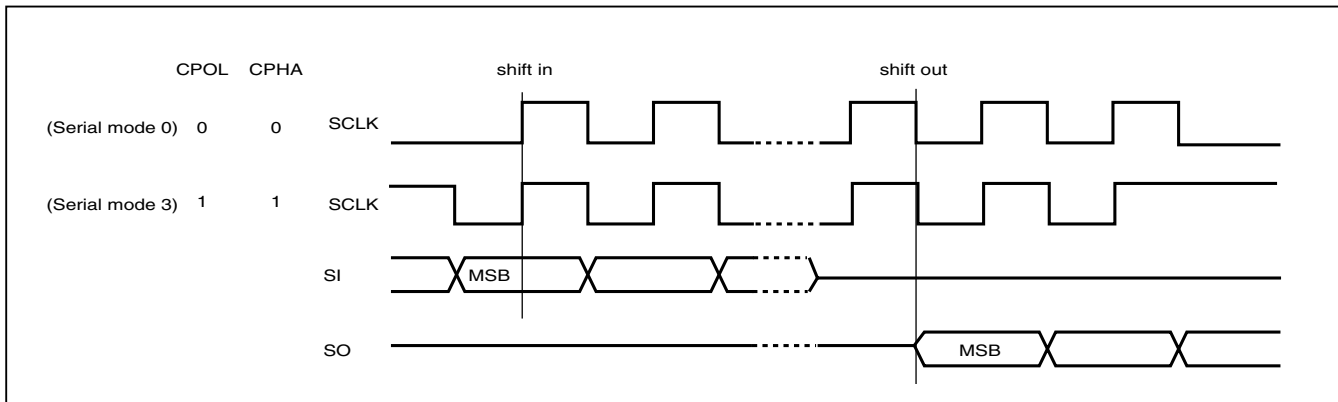 CPOL CPHA shift in shift out
(Serial mode 0) 0 0 SCLK
(Serial mode 3) 1 1 SCLK
SI MSB
SO MSB